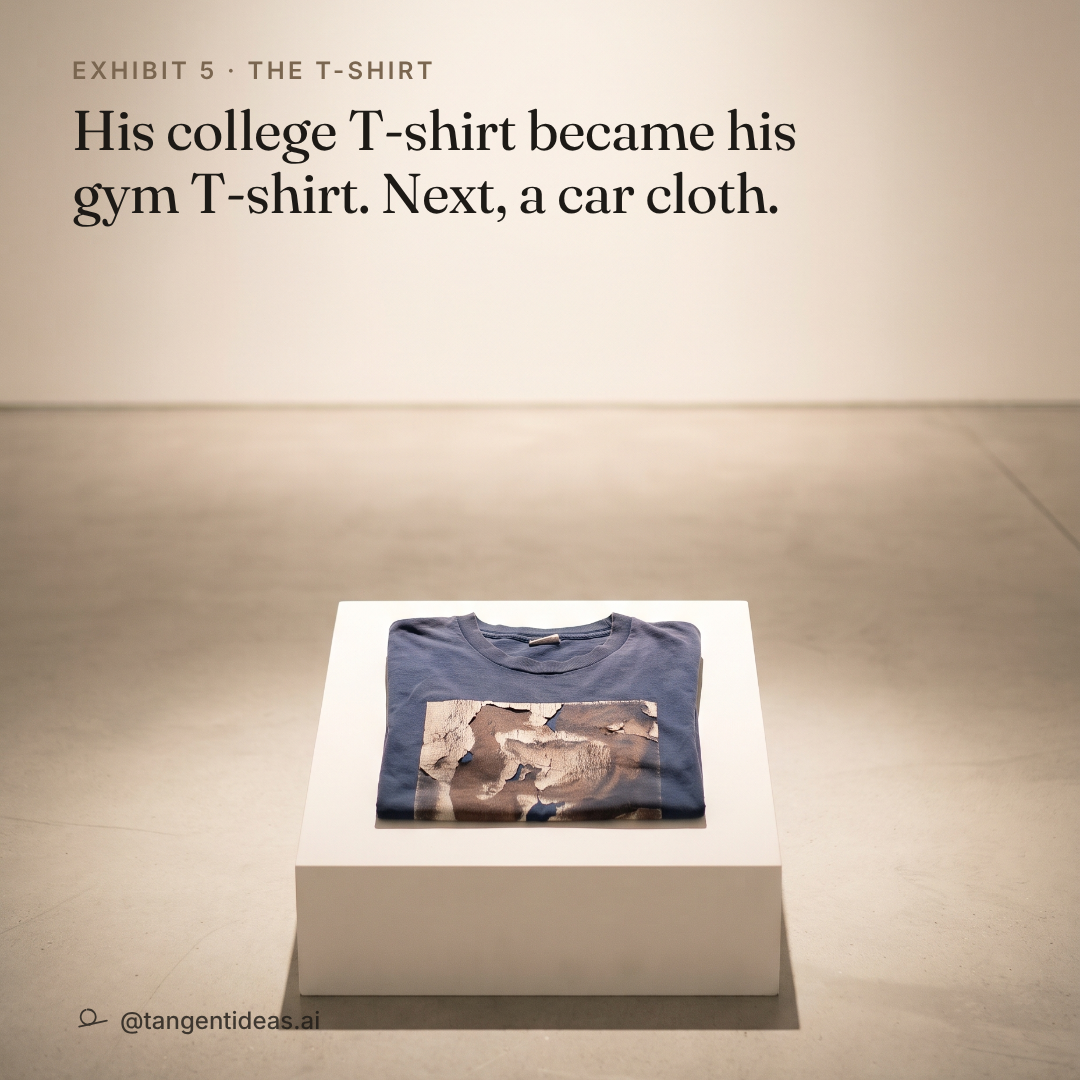 EXHIBIT 5 · THE T-SHIRT
His college T-shirt became his
gym T-shirt. Next, a car cloth.
@tangentideas.ai